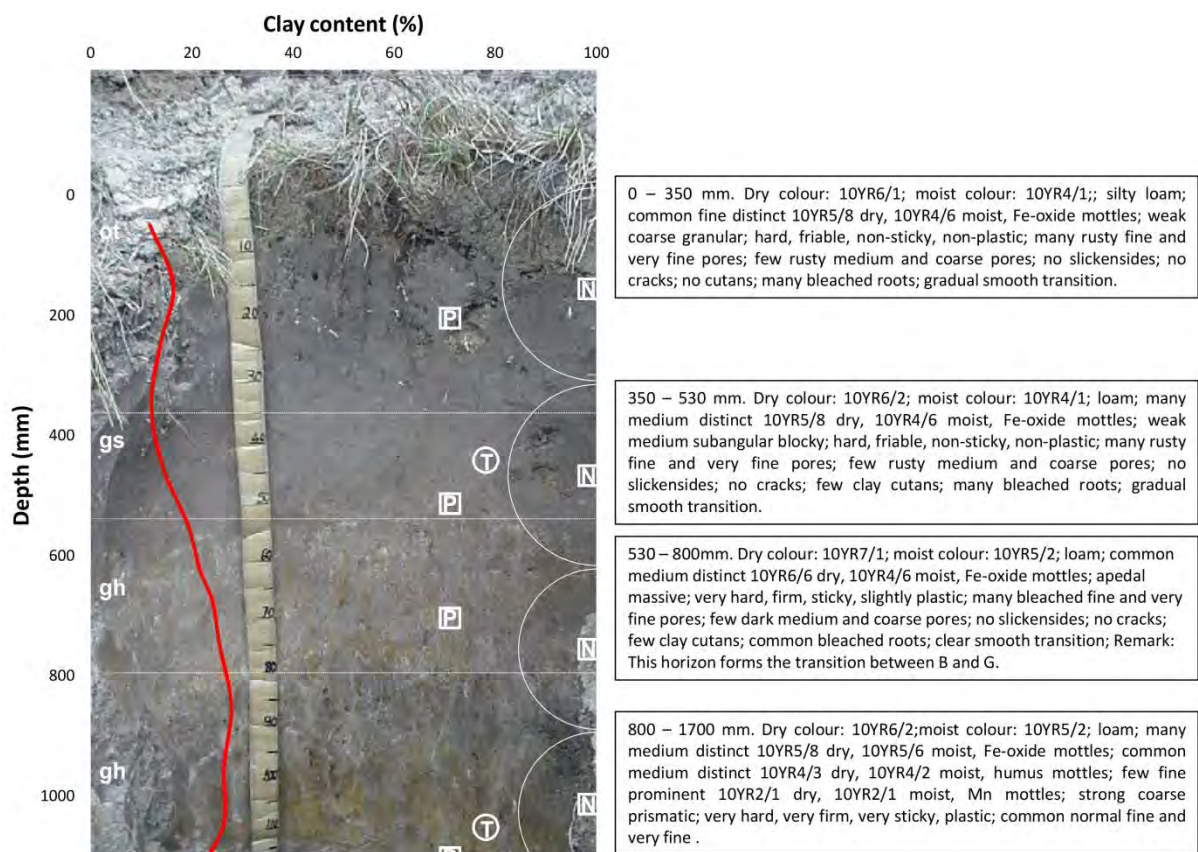 Clay content (%)
0 20 40 60 80 100
Depth (mm)
0
200
400
600
800
1000
ot
gs
gh
gh
10
20
30
50
60
70
80
90
P
N
T
N
P
P
N
N
T
0 – 350 mm. Dry colour: 10YR6/1; moist colour: 10YR4/1;; silty loam;
common fine distinct 10YR5/8 dry, 10YR4/6 moist, Fe-oxide mottles; weak
coarse granular; hard, friable, non-sticky, non-plastic; many rusty fine and
very fine pores; few rusty medium and coarse pores; no slickensides; no
cracks; no cutans; many bleached roots; gradual smooth transition.
350 – 530 mm. Dry colour: 10YR6/2; moist colour: 10YR4/1; loam; many
medium distinct 10YR5/8 dry, 10YR4/6 moist, Fe-oxide mottles; weak
medium subangular blocky; hard, friable, non-sticky, non-plastic; many rusty
fine and very fine pores; few rusty medium and coarse pores; no
slickensides; no cracks; few clay cutans; many bleached roots; gradual
smooth transition.
530 – 800mm. Dry colour: 10YR7/1; moist colour: 10YR5/2; loam; common
medium distinct 10YR6/6 dry, 10YR4/6 moist, Fe-oxide mottles; apedal
massive; very hard, firm, sticky, slightly plastic; many bleached fine and very
fine pores; few dark medium and coarse pores; no slickensides; no cracks;
few clay cutans; common bleached roots; clear smooth transition; Remark:
This horizon forms the transition between B and G.
800 – 1700 mm. Dry colour: 10YR6/2;moist colour: 10YR5/2; loam; many
medium distinct 10YR5/8 dry, 10YR5/6 moist, Fe-oxide mottles; common
medium distinct 10YR4/3 dry, 10YR4/2 moist, humus mottles; few fine
prominent 10YR2/1 dry, 10YR2/1 moist, Mn mottles; strong coarse
prismatic; very hard, very firm, very sticky, plastic; common normal fine and
very fine .